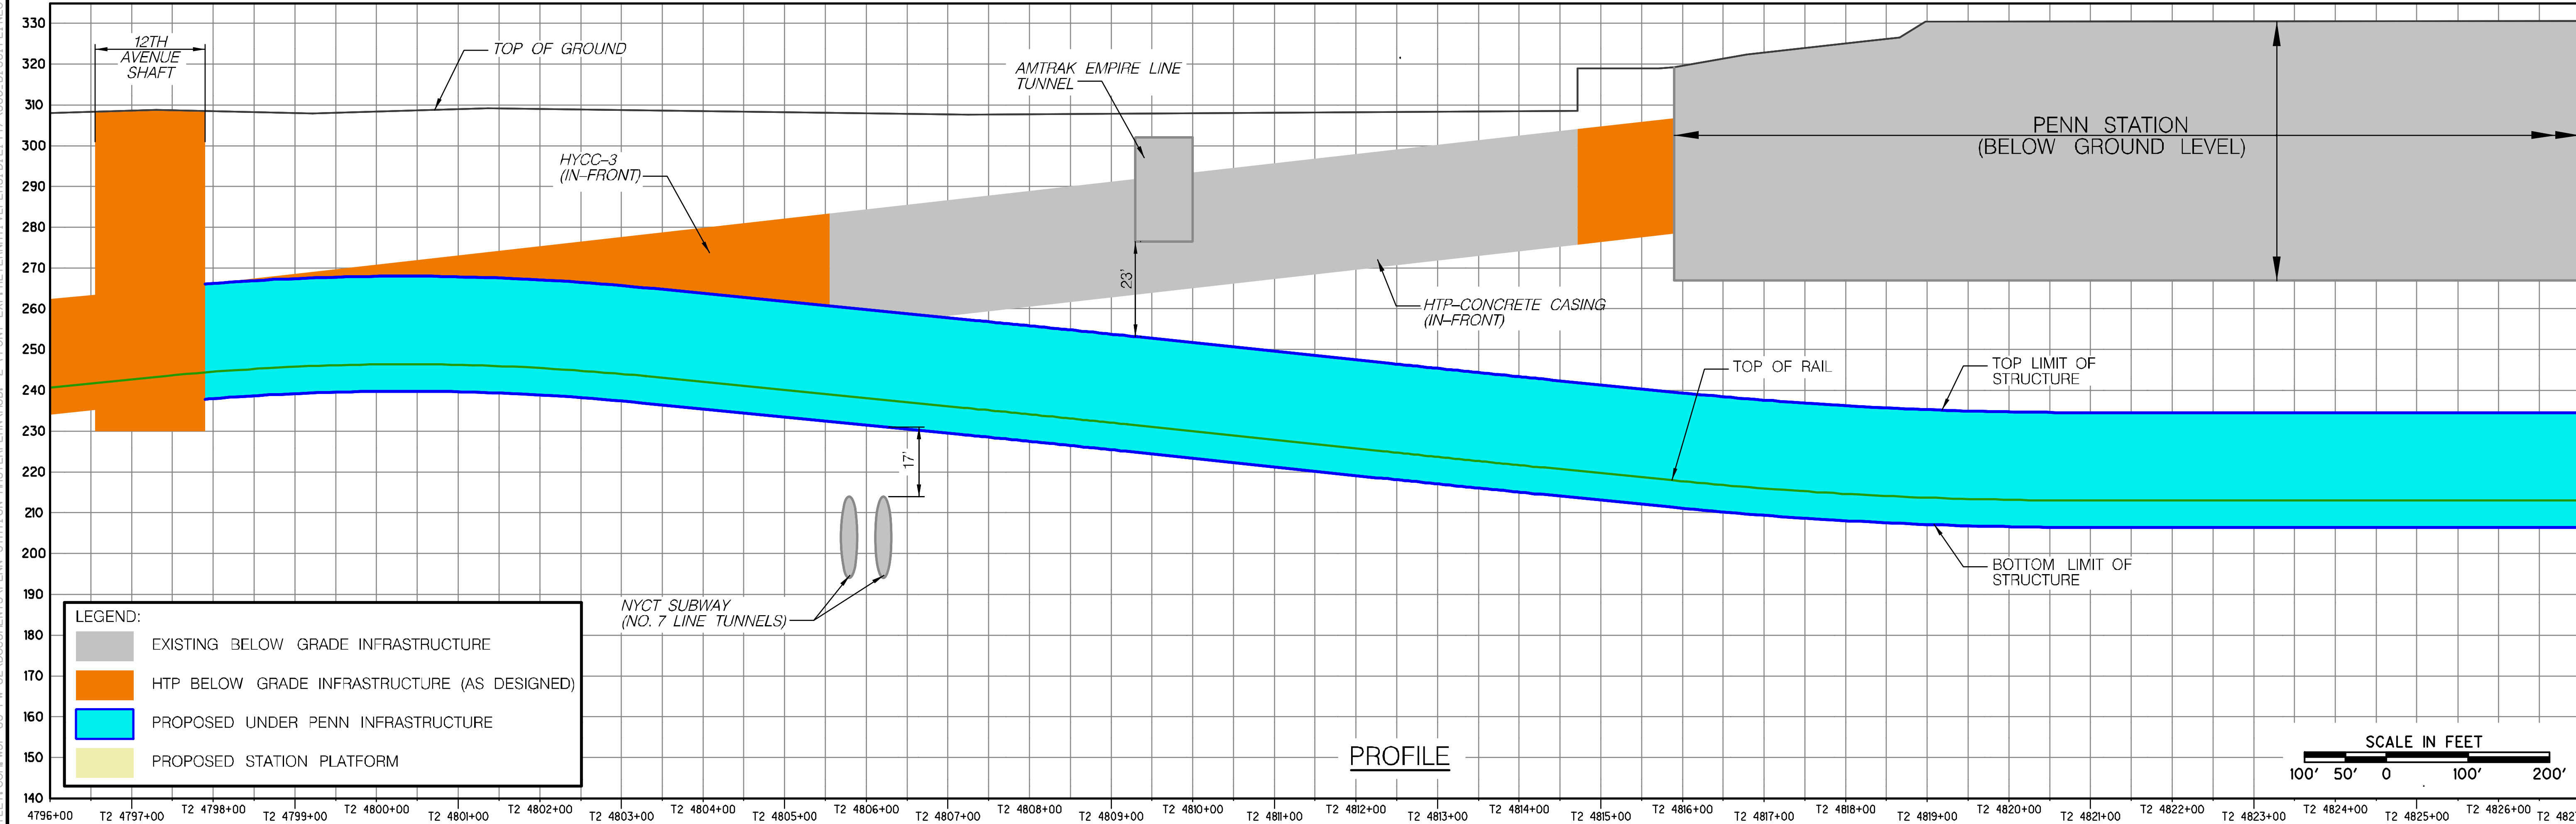 330
320
310
300
290
280
270
260
250
240
230
220
210
200
190
180
170
160
150
140
12TH
AVENUE
SHAFT
TOP OF GROUND
AMTRAK EMPIRE LINE
TUNNEL
HYCC-3
(IN-FRONT)
PENN STATION
(BELOW GROUND LEVEL)
23'
HTP-CONCRETE CASING
(IN-FRONT)
TOP OF RAIL
TOP LIMIT OF
STRUCTURE
17'
BOTTOM LIMIT OF
STRUCTURE
NYCT SUBWAY
(NO. 7 LINE TUNNELS)
LEGEND:
EXISTING BELOW GRADE INFRASTRUCTURE
HTP BELOW GRADE INFRASTRUCTURE (AS DESIGNED)
PROPOSED UNDER PENN INFRASTRUCTURE
PROPOSED STATION PLATFORM
PROFILE
SCALE IN FEET
100' 50' 0 100' 200'
4796+00
T2 4797+00
T2 4798+00
T2 4799+00
T2 4800+00
T2 4801+00
T2 4802+00
T2 4803+00
T2 4804+00
T2 4805+00
T2 4806+00
T2 4807+00
T2 4808+00
T2 4809+00
T2 4810+00
T2 4811+00
T2 4812+00
T2 4813+00
T2 4814+00
T2 4815+00
T2 4816+00
T2 4817+00
T2 4818+00
T2 4819+00
T2 4820+00
T2 4821+00
T2 4822+00
T2 4823+00
T2 4824+00
T2 4825+00
T2 4826+00
T2 482